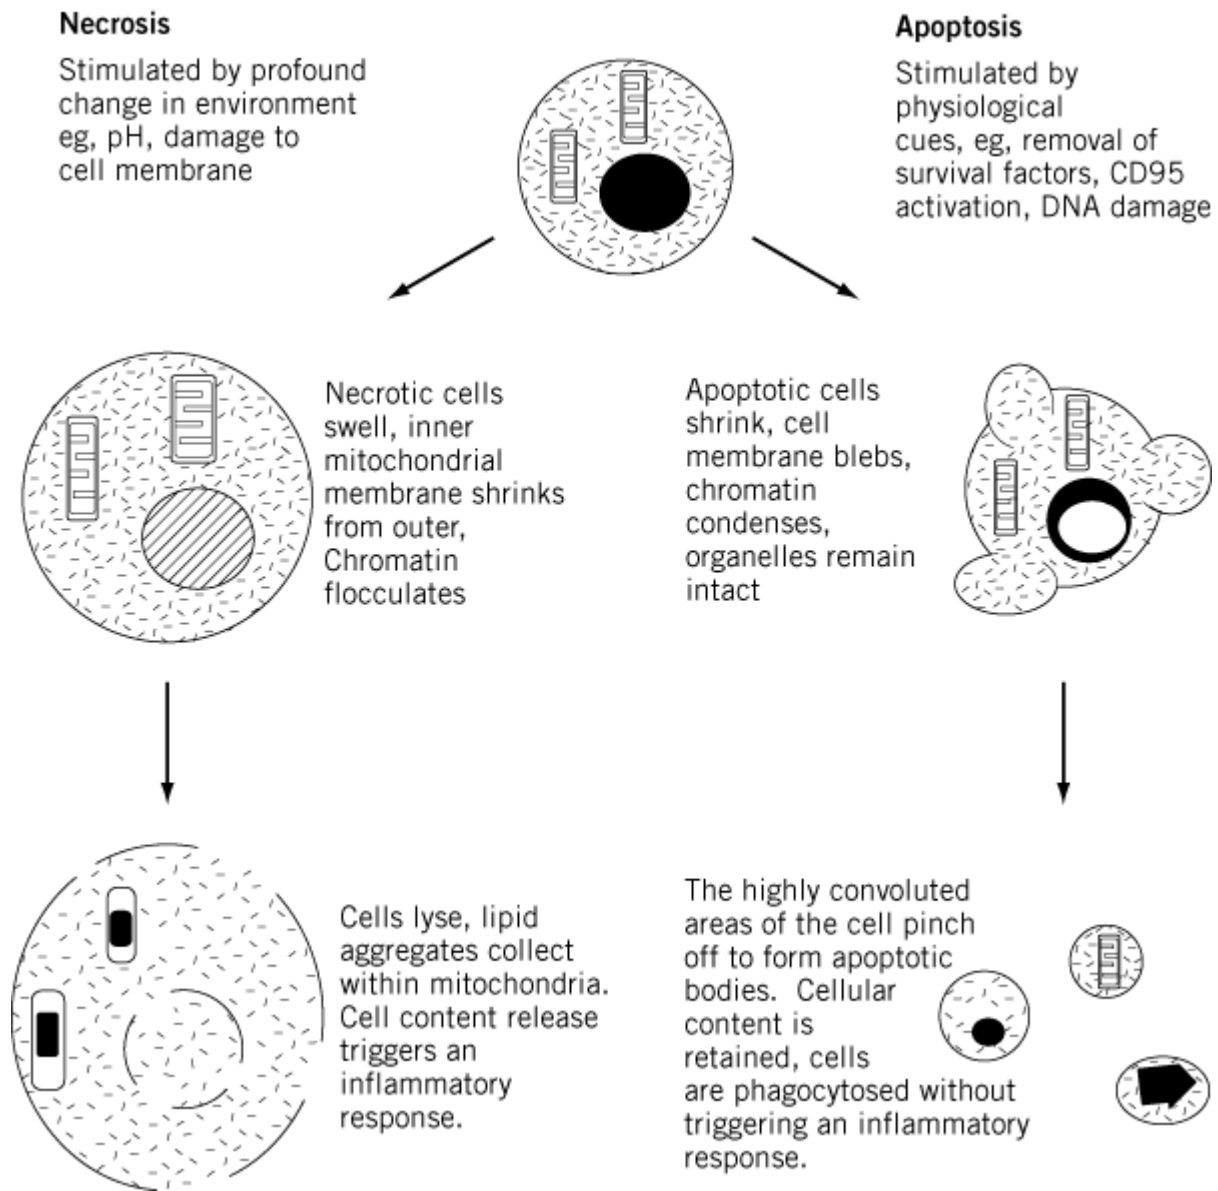 Necrosis
Stimulated by profound
change in environment
eg, pH, damage to
cell membrane
Apoptosis
Stimulated by
physiological
cues, eg, removal of
survival factors, CD95
activation, DNA damage
Necrotic cells
swell, inner
mitochondrial
membrane shrinks
from outer,
Chromatin
flocculates
Apoptotic cells
shrink, cell
membrane blebs,
chromatin
condenses,
organelles remain
intact
Cells lyse, lipid
aggregates collect
within mitochondria.
Cell content release
triggers an
inflammatory
response.
The highly convoluted
areas of the cell pinch
off to form apoptotic
bodies. Cellular
content is
retained, cells
are phagocytosed without
triggering an inflammatory
response.